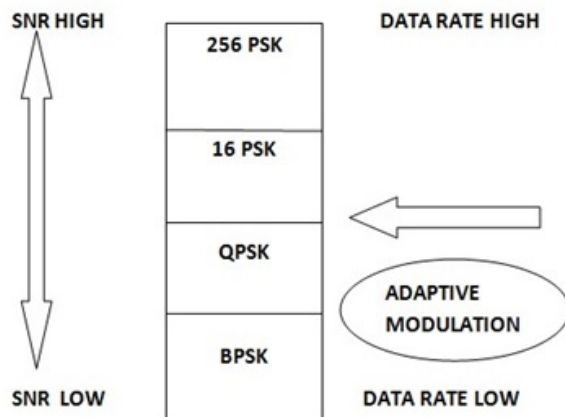 SNR HIGH
DATA RATE HIGH
256 PSK
16 PSK
QPSK
ADAPTIVE
MODULATION
BPSK
SNR LOW
DATA RATE LOW